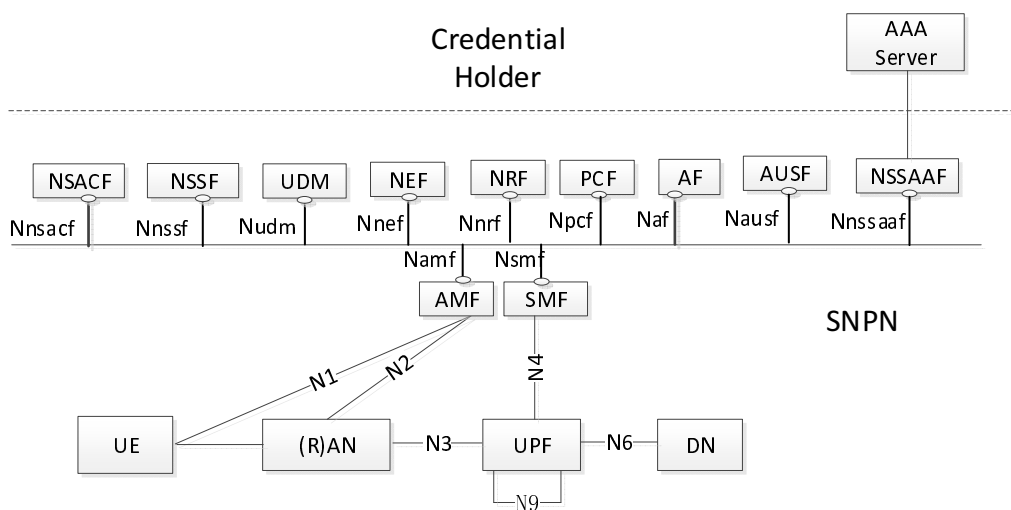 Credential
Holder
AAA
Server
NSACF
NSSF
UDM
NEF
NRF
PCF
AF
AUSF
NSSAAF
Nnsacf
Nnssf
Nudm
Nnef
Nnrf
Npcf
Naf
Nausf
Nnssaaf
Namf
Nsmf
AMF
SMF
SNPN
N1
N2
N4
UE
(R)AN
N3
UPF
N6
DN
N9